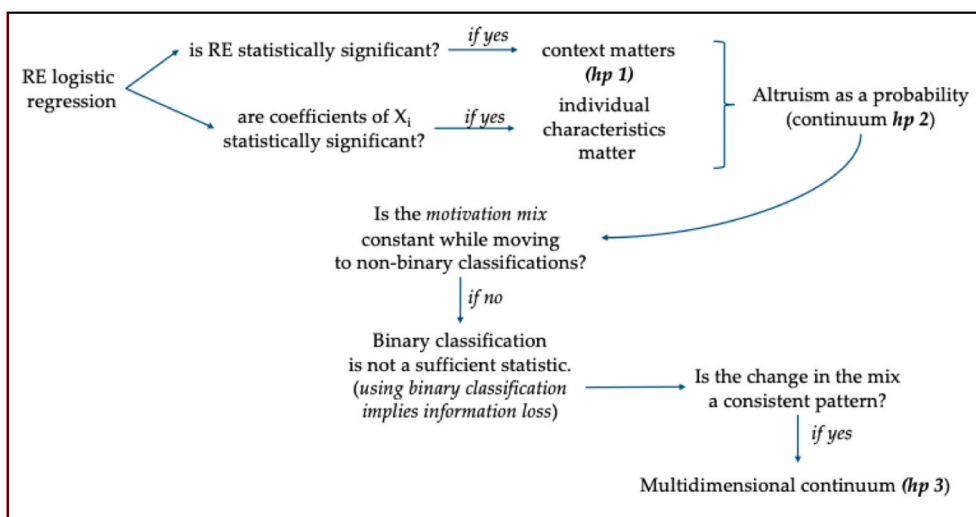 RE logistic
regression
is RE statistically significant?
if yes
context matters
(hp 1)
are coefficients of Xi
statistically significant?
if yes
individual
characteristics
matter
Altruism as a probability
(continuum hp 2)
Is the motivation mix
constant while moving
to non-binary classifications?
if no
Binary classification
is not a sufficient statistic.
(using binary classification
implies information loss)
Is the change in the mix
a consistent pattern?
if yes
Multidimensional continuum (hp 3)